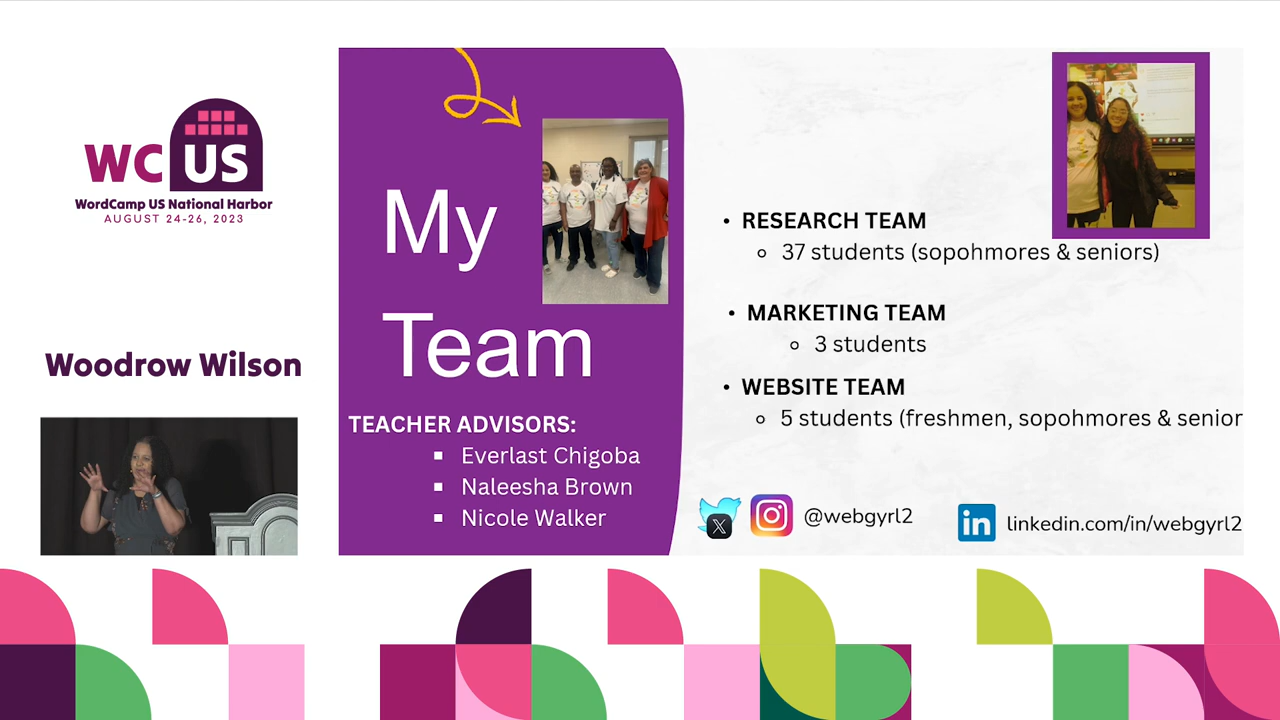 WC US
WordCamp US National Harbor
AUGUST 24-26, 2023
Woodrow Wilson
My
Team
TEACHER ADVISORS:
▪ Everlast Chigoba
▪ Naleesha Brown
▪ Nicole Walker
• RESEARCH TEAM
◦ 37 students (sopohmores & seniors)
• MARKETING TEAM
◦ 3 students
• WEBSITE TEAM
◦ 5 students (freshmen, sopohmores & senior
X
@webgyrl2
in
linkedin.com/in/webgyrl2